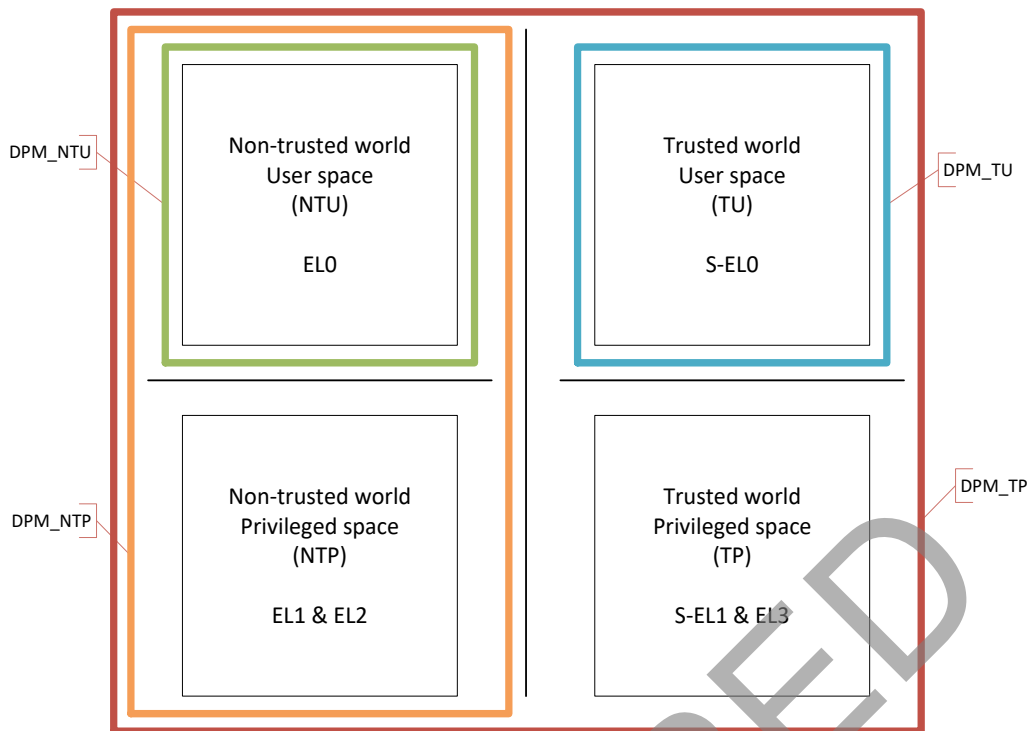 DPM_NTU
Non-trusted world
User space
(NTU)
EL0
Trusted world
User space
(TU)
S-EL0
DPM_TU
DPM_NTP
Non-trusted world
Privileged space
(NTP)
EL1 & EL2
Trusted world
Privileged space
(TP)
S-EL1 & EL3
DPM_TP
RED